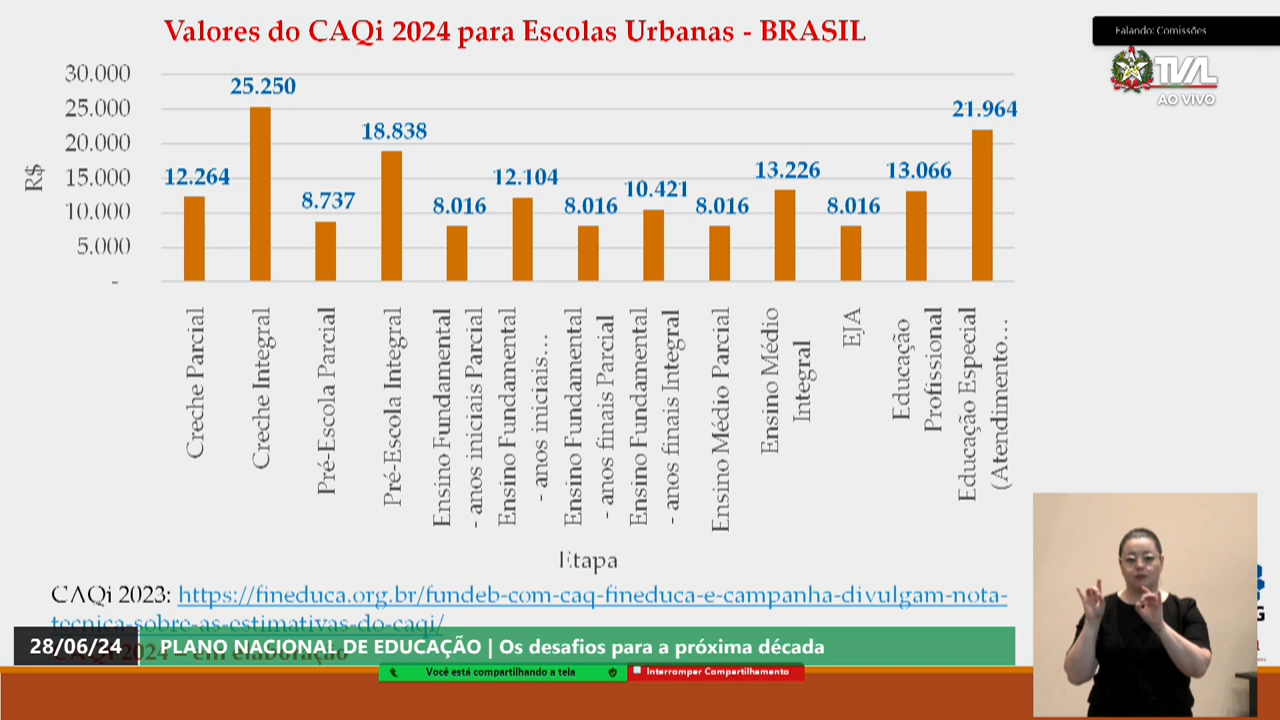 Valores do CAQi 2024 para Escolas Urbanas - BRASIL
Falando: Comissões
TVAL
AO VIVO
R$
30.000
25.000
20.000
15.000
10.000
5.000
-
12.264
25.250
8.737
18.838
8.016
12.104
8.016
10.421
8.016
13.226
8.016
13.066
21.964
Creche Parcial
Creche Integral
Pré-Escola Parcial
Pré-Escola Integral
Ensino Fundamental
- anos iniciais Parcial
Ensino Fundamental
- anos iniciais...
Ensino Fundamental
- anos finais Parcial
Ensino Fundamental
- anos finais Integral
Ensino Médio Parcial
Ensino Médio
Integral
EJA
Educação
Profissional
Educação Especial
(Atendimento...
Etapa
CAQi 2023: https://fineduca.org.br/fundeb-com-caq-fineduca-e-campanha-divulgam-nota-
tecnica-sobre-as-estimativas-do-caqi/
CAQi 2024 – em elaboração
28/06/24 PLANO NACIONAL DE EDUCAÇÃO | Os desafios para a próxima década
Você está compartilhando a tela
Interromper Compartilhamento